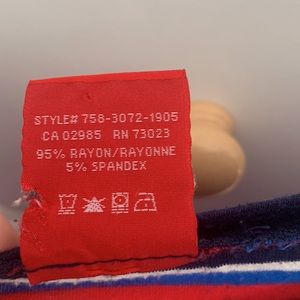 STYLE# 758-3072-1905
CA 02985 RN 73023
95% RAYON/RAYONNE
5% SPANDEX